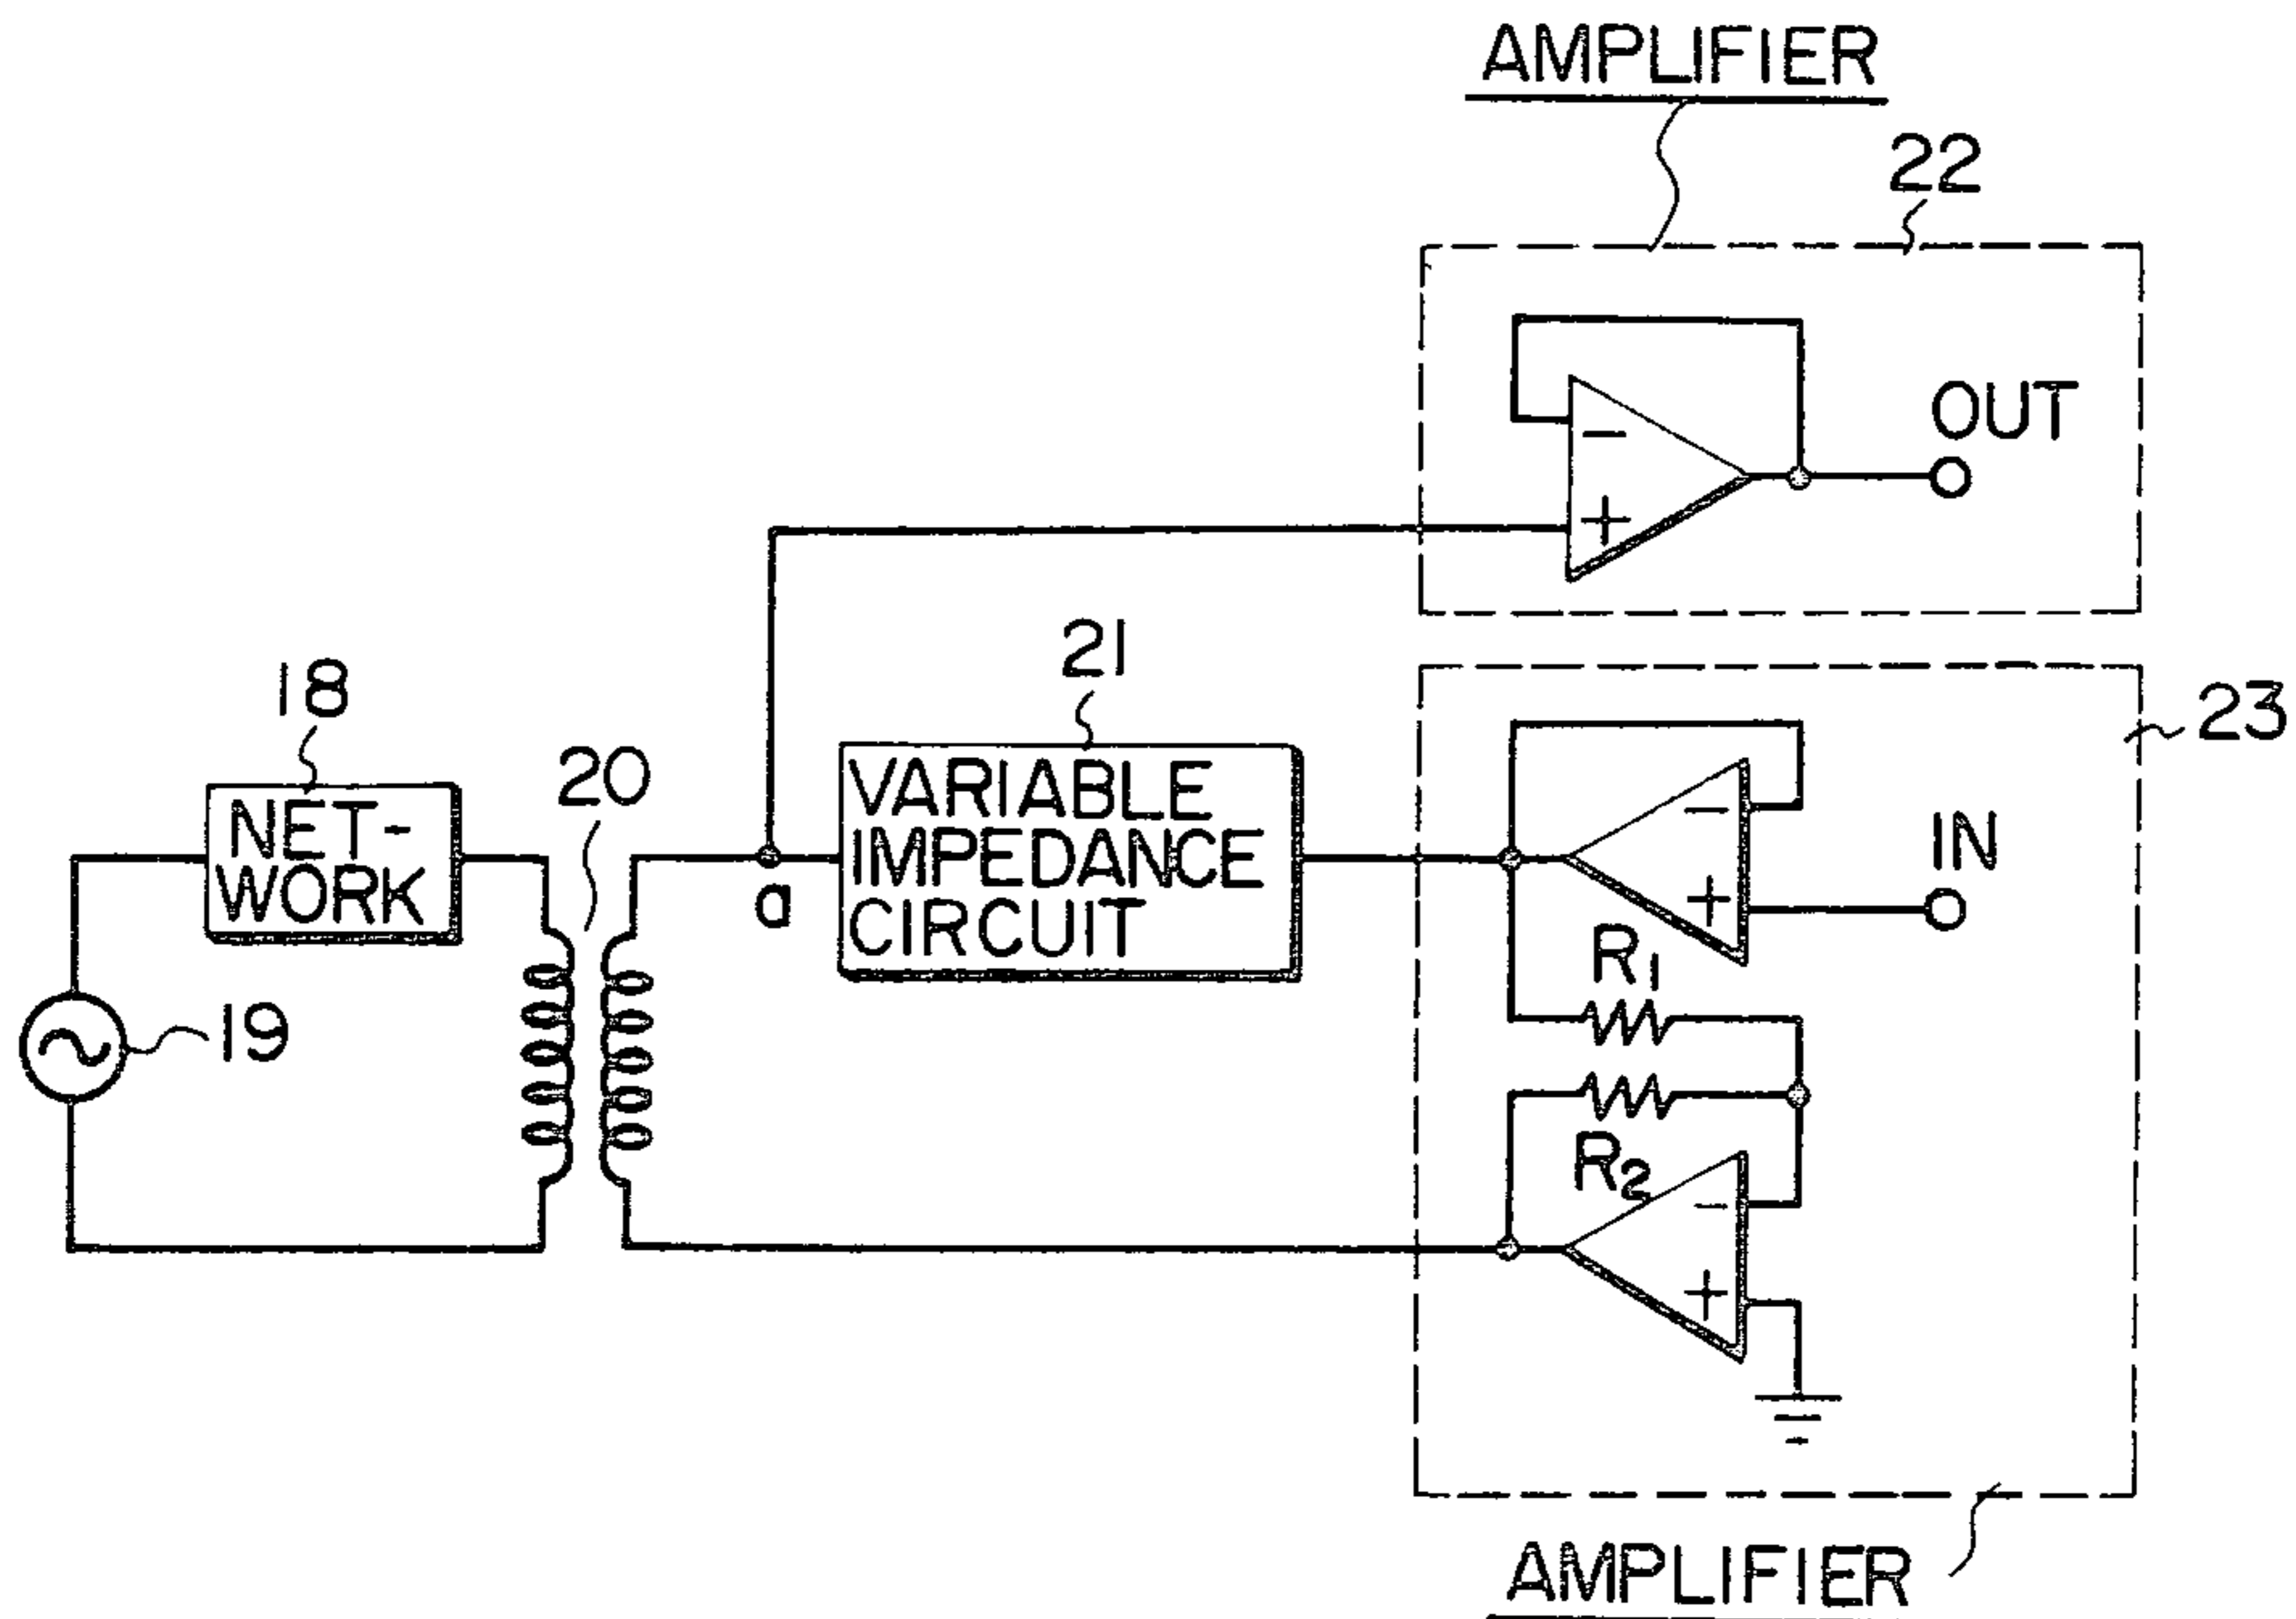 AMPLIFIER
22
−
+
OUT
21
18
20
23
NET-
WORK
VARIABLE
IMPEDANCE
CIRCUIT
a
−
+
IN
R1
19
R2
−
+
AMPLIFIER